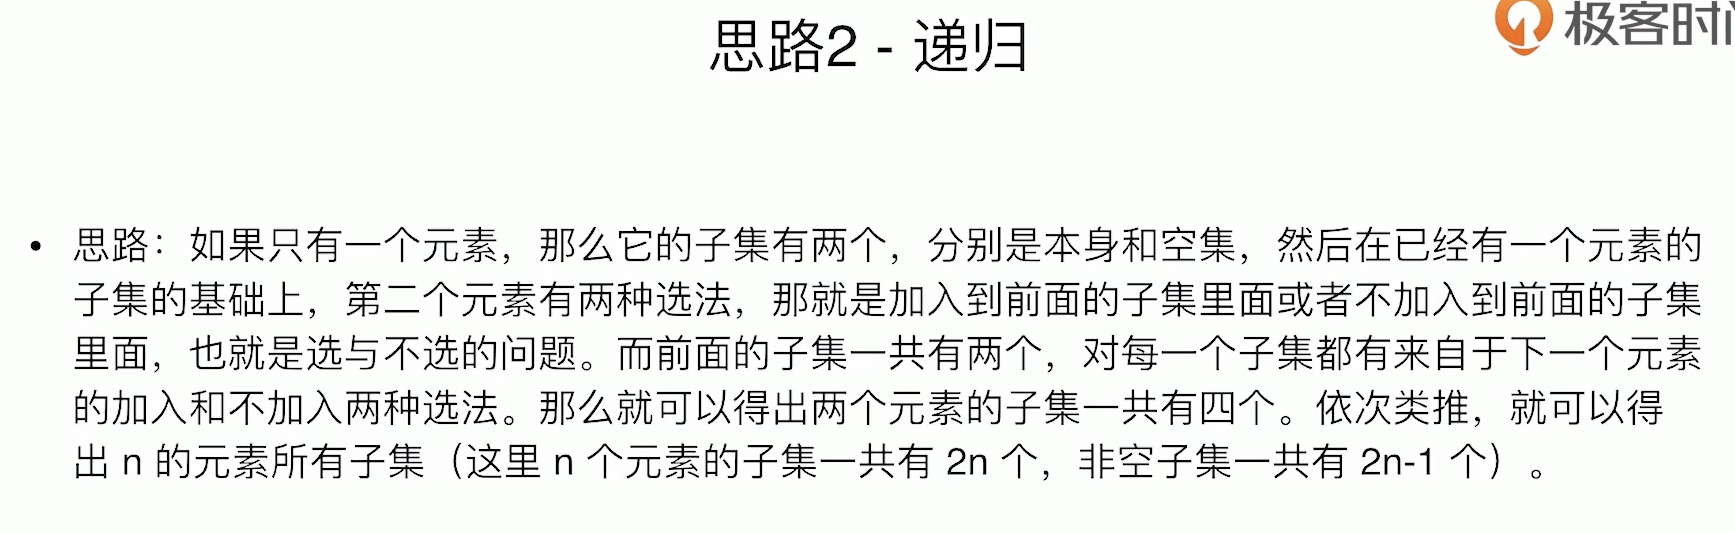 极客时
思路2 - 递归
• 思路：如果只有一个元素，那么它的子集有两个，分别是本身和空集，然后在已经有一个元素的
子集的基础上，第二个元素有两种选法，那就是加入到前面的子集里面或者不加入到前面的子集
里面，也就是选与不选的问题。而前面的子集一共有两个，对每一个子集都有来自于下一个元素
的加入和不加入两种选法。那么就可以得出两个元素的子集一共有四个。依次类推，就可以得
出 n 的元素所有子集（这里 n 个元素的子集一共有 2n 个，非空子集一共有 2n-1 个）。